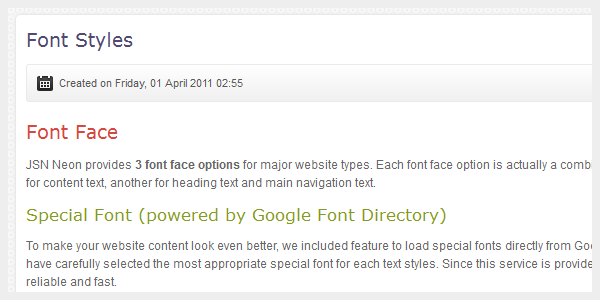 Font Styles
Created on Friday, 01 April 2011 02:55
Font Face
JSN Neon provides 3 font face options for major website types. Each font face option is actually a comb
for content text, another for heading text and main navigation text.
Special Font (powered by Google Font Directory)
To make your website content look even better, we included feature to load special fonts directly from Goo
have carefully selected the most appropriate special font for each text styles. Since this service is provide
reliable and fast.